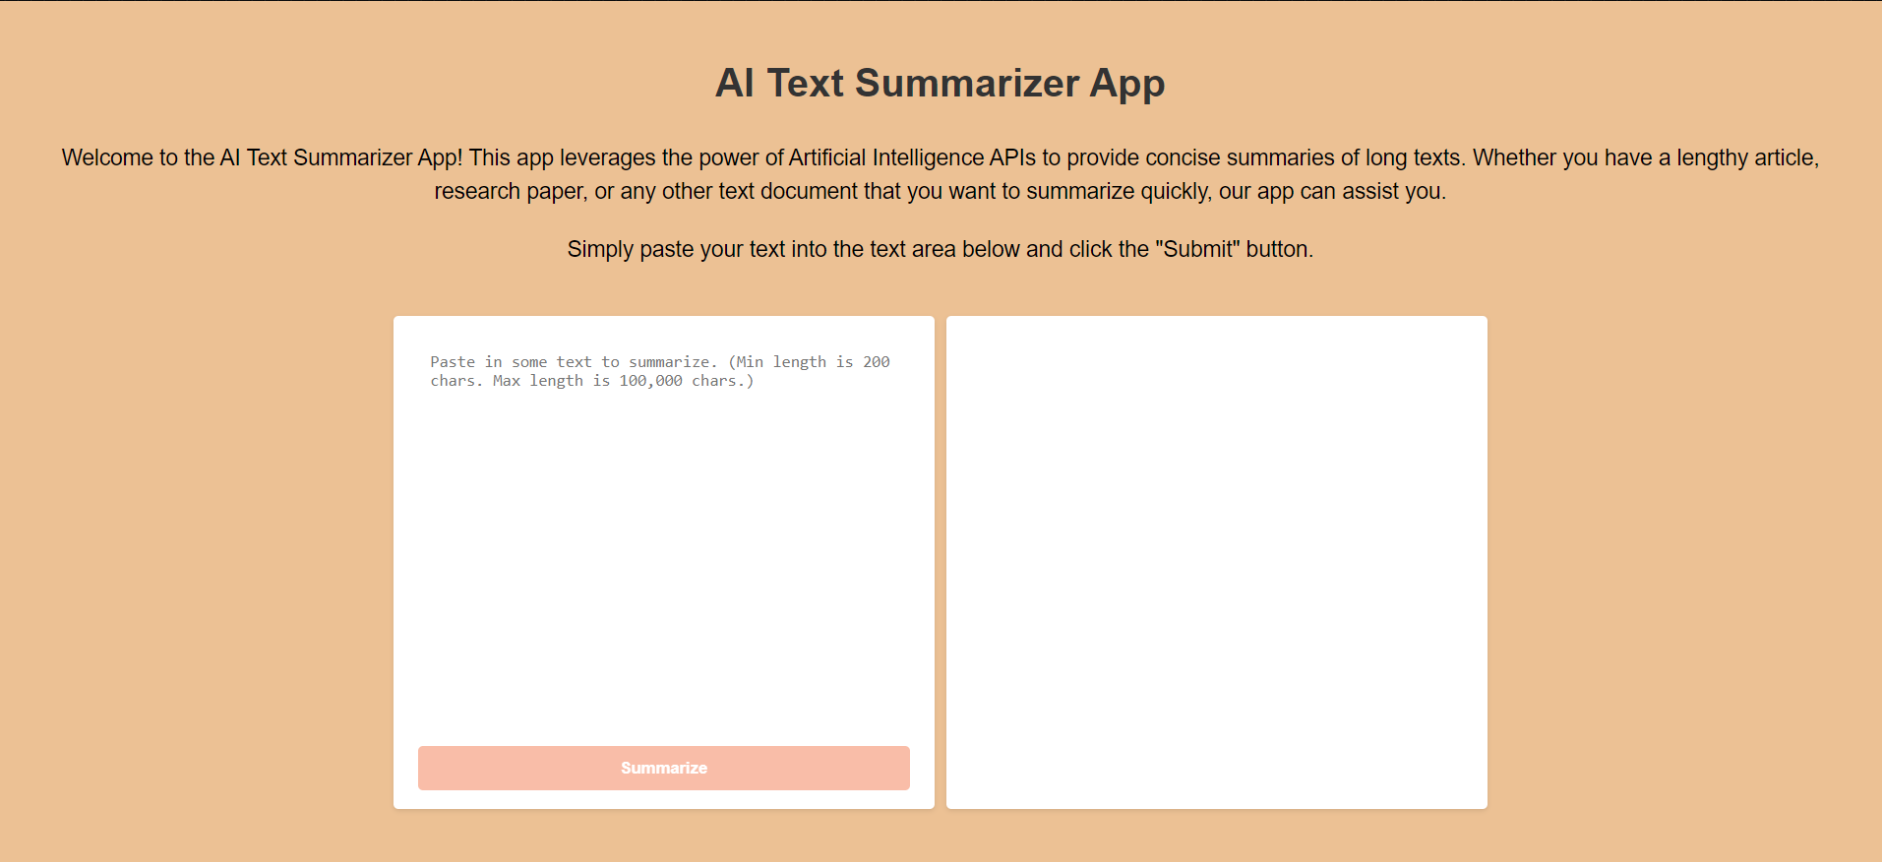 AI Text Summarizer App
Welcome to the AI Text Summarizer App! This app leverages the power of Artificial Intelligence APIs to provide concise summaries of long texts. Whether you have a lengthy article,
research paper, or any other text document that you want to summarize quickly, our app can assist you.
Simply paste your text into the text area below and click the "Submit" button.
Paste in some text to summarize. (Min length is 200
chars. Max length is 100,000 chars.)
Summarize